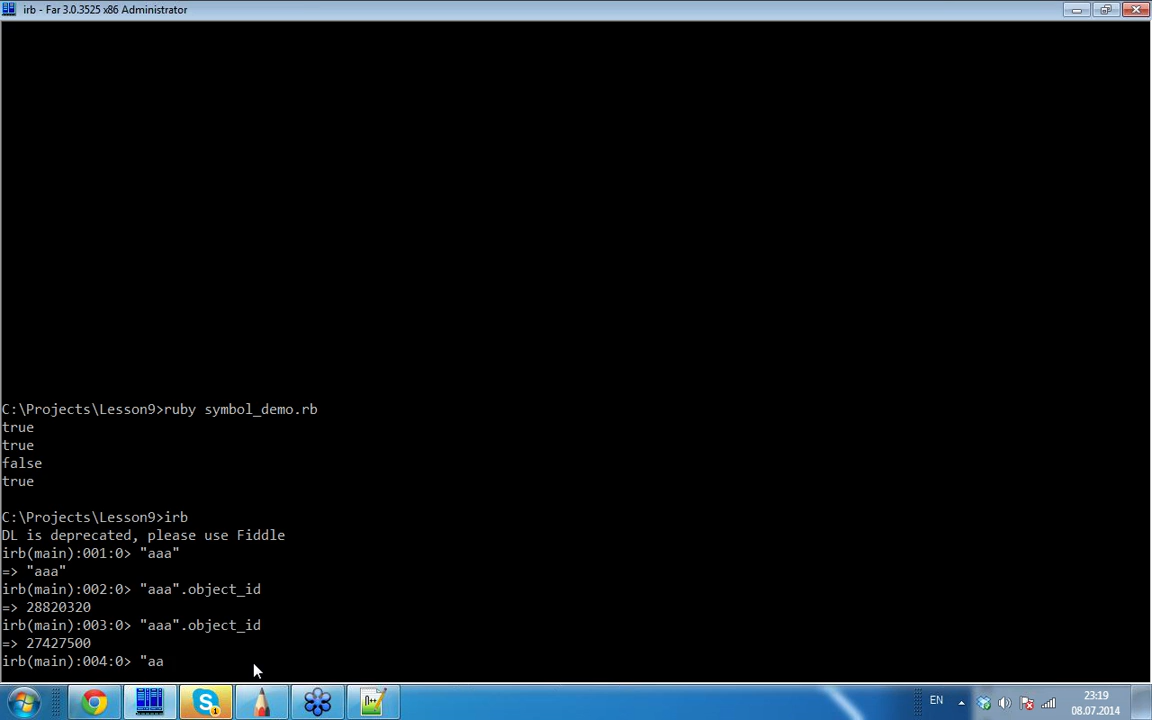 irb - Far 3.0.3525 x86 Administrator
C:\Projects\Lesson9>ruby symbol_demo.rb
true
true
false
true
C:\Projects\Lesson9>irb
DL is deprecated, please use Fiddle
irb(main):001:0> "aaa"
=> "aaa"
irb(main):002:0> "aaa".object_id
=> 28820320
irb(main):003:0> "aaa".object_id
=> 27427500
irb(main):004:0> "aa
EN
23:19
08.07.2014